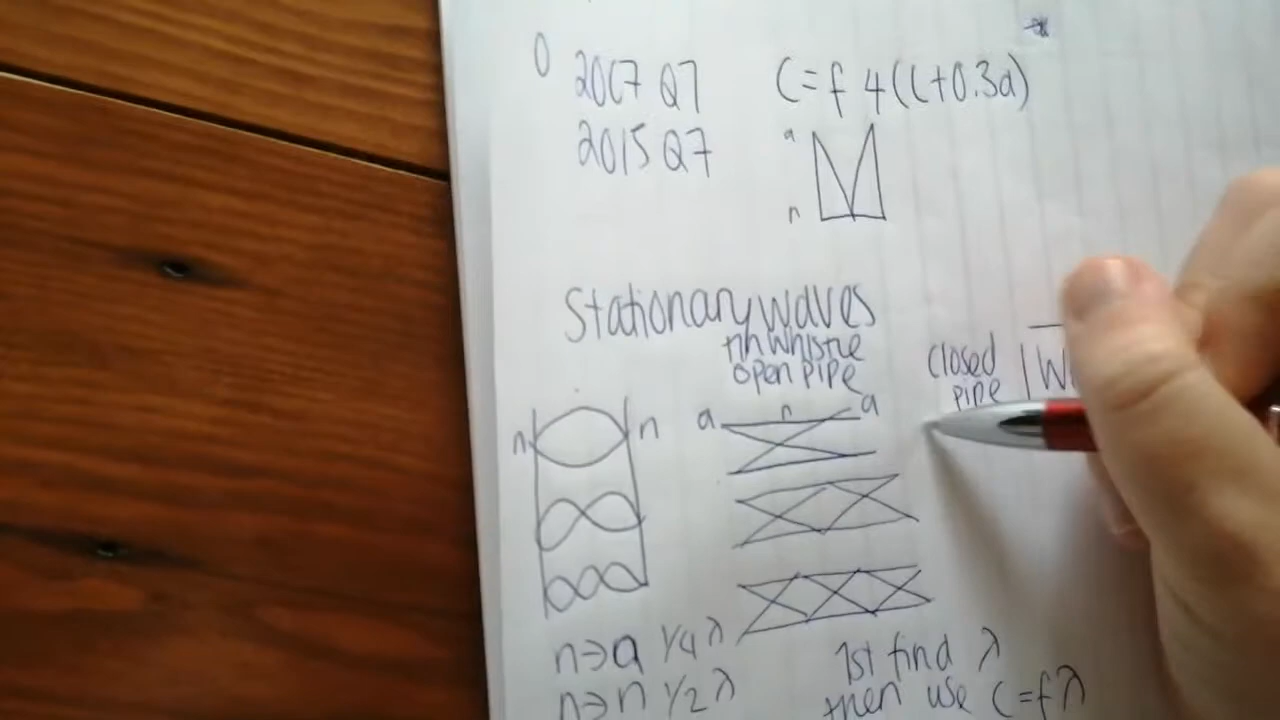 0
2007 Q7
2015 Q7
C = f 4(l+0.3d)
a
n
Stationary waves
tin whistle
open pipe
closed
pipe
n n
a n a
n→a 1/4 λ
n→n 1/2 λ
1st find λ
then use C=fλ